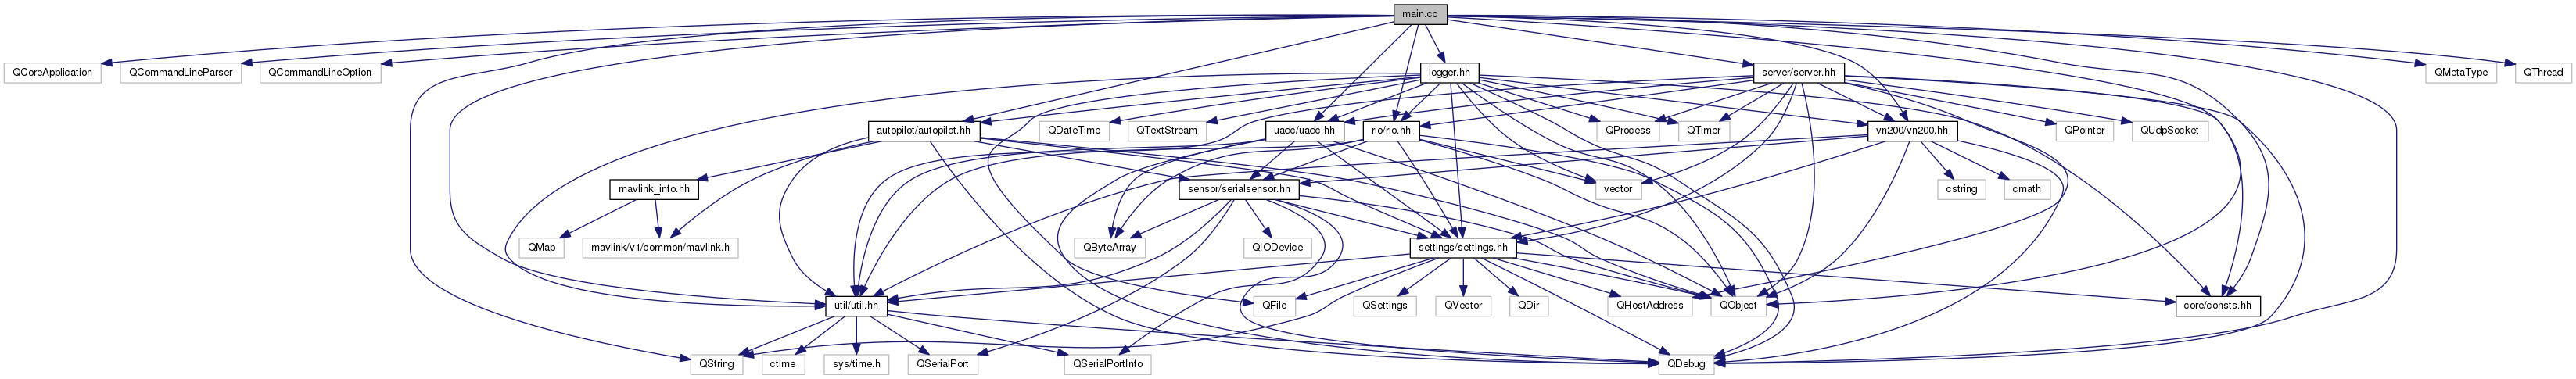 main.cc
QCoreApplication
QCommandLineParser
QCommandLineOption
logger.hh
server/server.hh
QMetaType
QThread
autopilot/autopilot.hh
QDateTime
QTextStream
uadc/uadc.hh
rio/rio.hh
QProcess
QTimer
vn200/vn200.hh
QPointer
QUdpSocket
mavlink_info.hh
sensor/serialsensor.hh
vector
cstring
cmath
QMap
mavlink/v1/common/mavlink.h
QByteArray
QIODevice
settings/settings.hh
util/util.hh
QFile
QSettings
QVector
QDir
QHostAddress
QObject
core/consts.hh
QString
ctime
sys/time.h
QSerialPort
QSerialPortInfo
QDebug